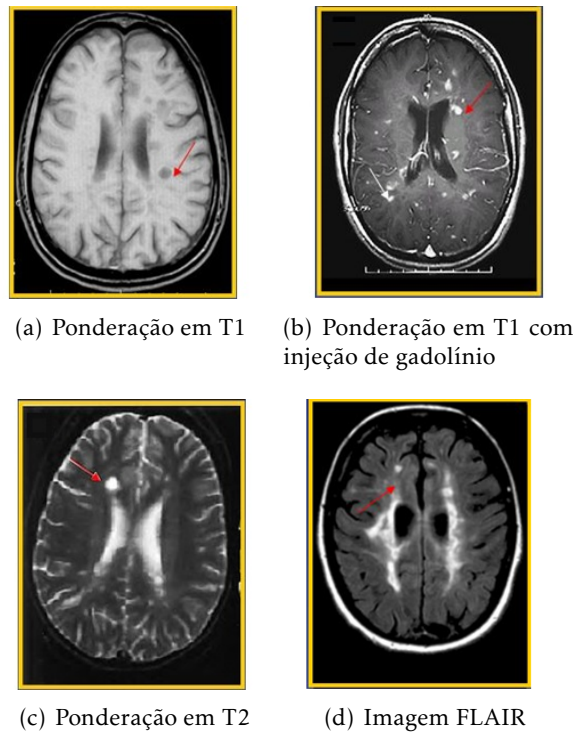 (a) Ponderação em T1
(b) Ponderação em T1 com
injeção de gadolínio
(c) Ponderação em T2
(d) Imagem FLAIR